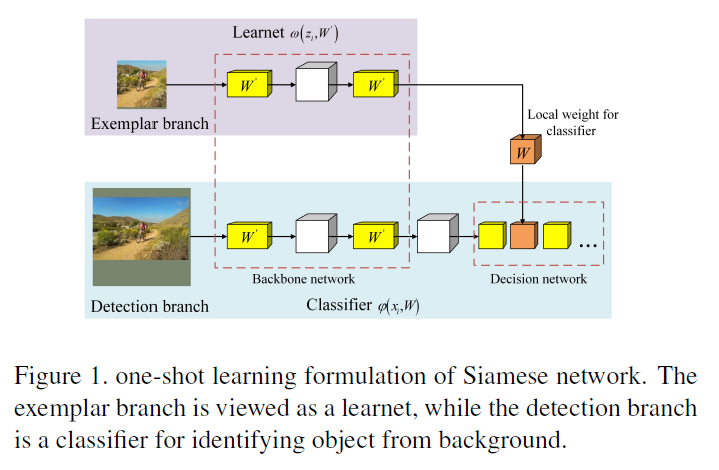 Learnet ω(z_i,W')
W'
W'
Exemplar branch
Local weight for
classifier
W
W'
W'
...
Backbone network
Decision network
Detection branch
Classifier φ(x_i,W)
Figure 1. one-shot learning formulation of Siamese network. The
exemplar branch is viewed as a learnet, while the detection branch
is a classifier for identifying object from background.